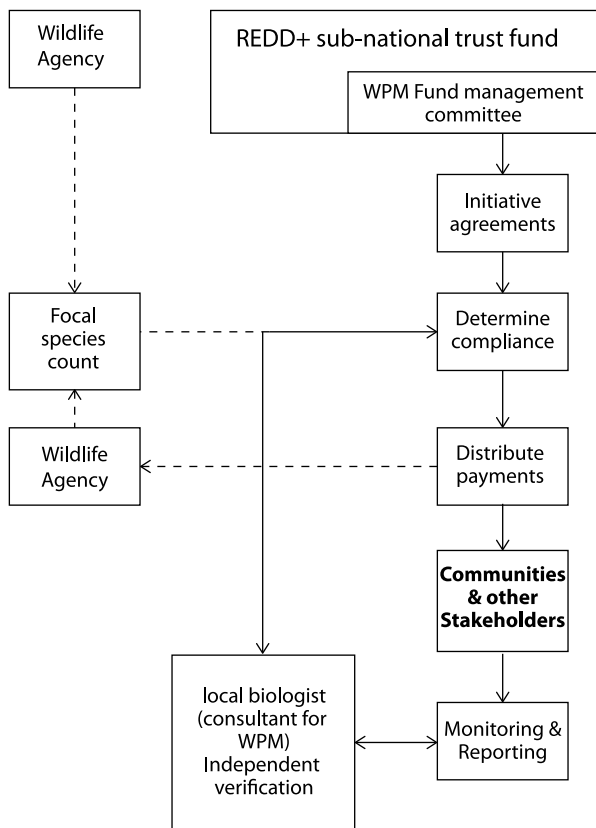 Wildlife
Agency
REDD+ sub-national trust fund
WPM Fund management
committee
Initiative
agreements
Focal
species
count
Determine
compliance
Wildlife
Agency
Distribute
payments
Communities
& other
Stakeholders
local biologist
(consultant for
WPM)
Independent
verification
Monitoring &
Reporting